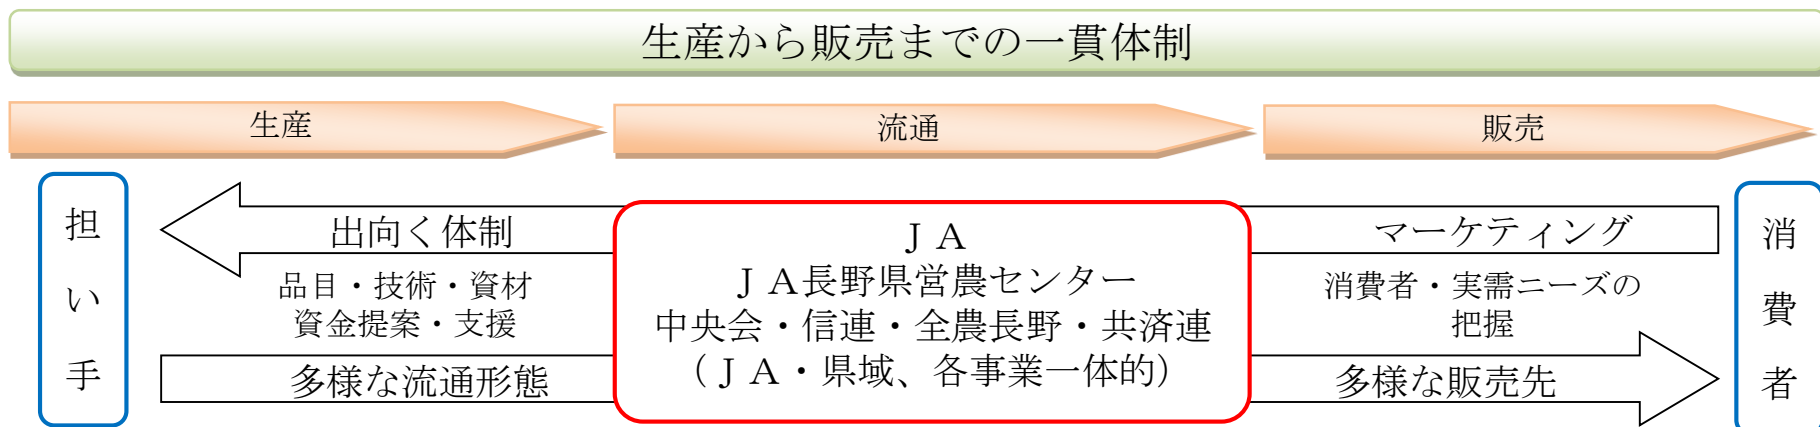 生産から販売までの一貫体制
生産
流通
販売
担い手
出向く体制
品目・技術・資材
資金提案・支援
多様な流通形態
ＪＡ
ＪＡ長野県営農センター
中央会・信連・全農長野・共済連
（ＪＡ・県域、各事業一体的）
マーケティング
消費者・実需ニーズの
把握
多様な販売先
消費者